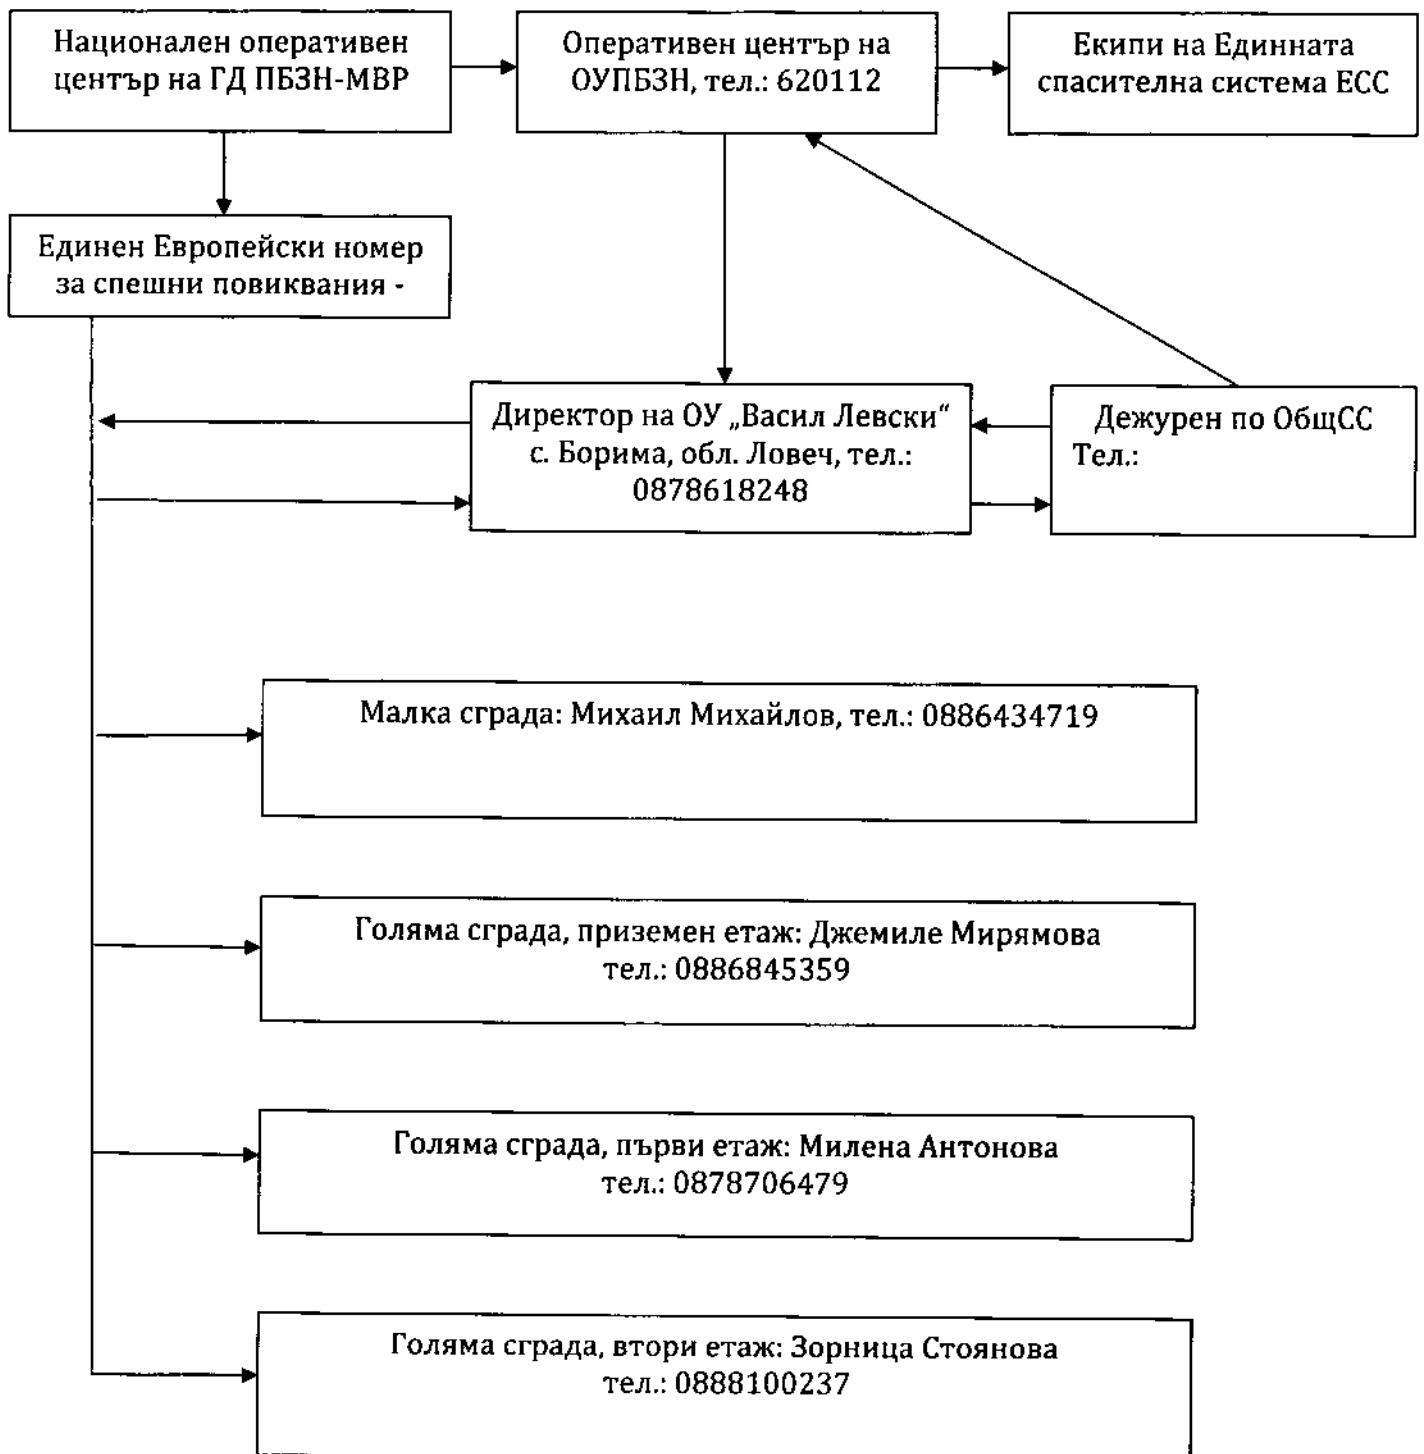 Национален оперативен
център на ГД ПБЗН-МВР
Оперативен център на
ОУПБЗН, тел.: 620112
Екипи на Единната
спасителна система ЕСС
Единен Европейски номер
за спешни повиквания -
Директор на ОУ „Васил Левски“
с. Борима, обл. Ловеч, тел.:
0878618248
Дежурен по ОбщСС
Тел.:
Малка сграда: Михаил Михайлов, тел.: 0886434719
Голяма сграда, приземен етаж: Джемиле Мирямова
тел.: 0886845359
Голяма сграда, първи етаж: Милена Антонова
тел.: 0878706479
Голяма сграда, втори етаж: Зорница Стоянова
тел.: 0888100237